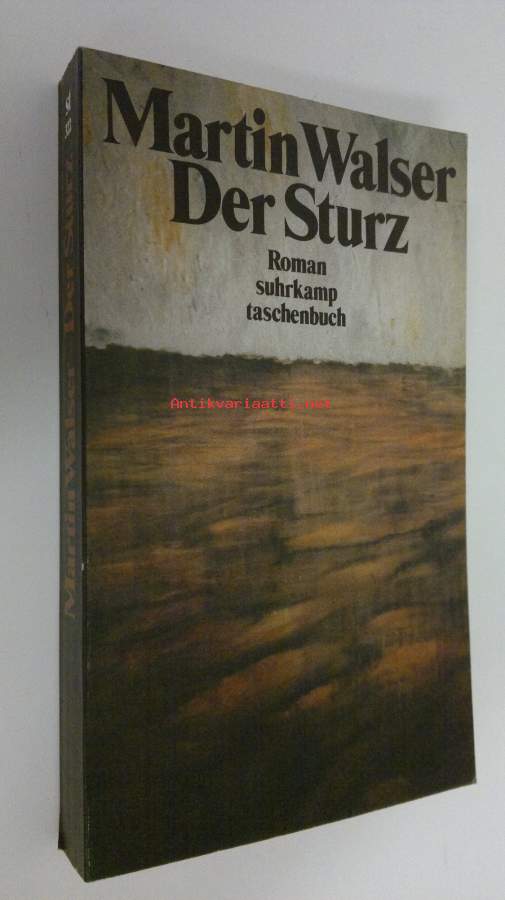 Martin Walser
Der Sturz
Roman
suhrkamp
taschenbuch
Antikvariaatti.net
Martin Walser Der Sturz